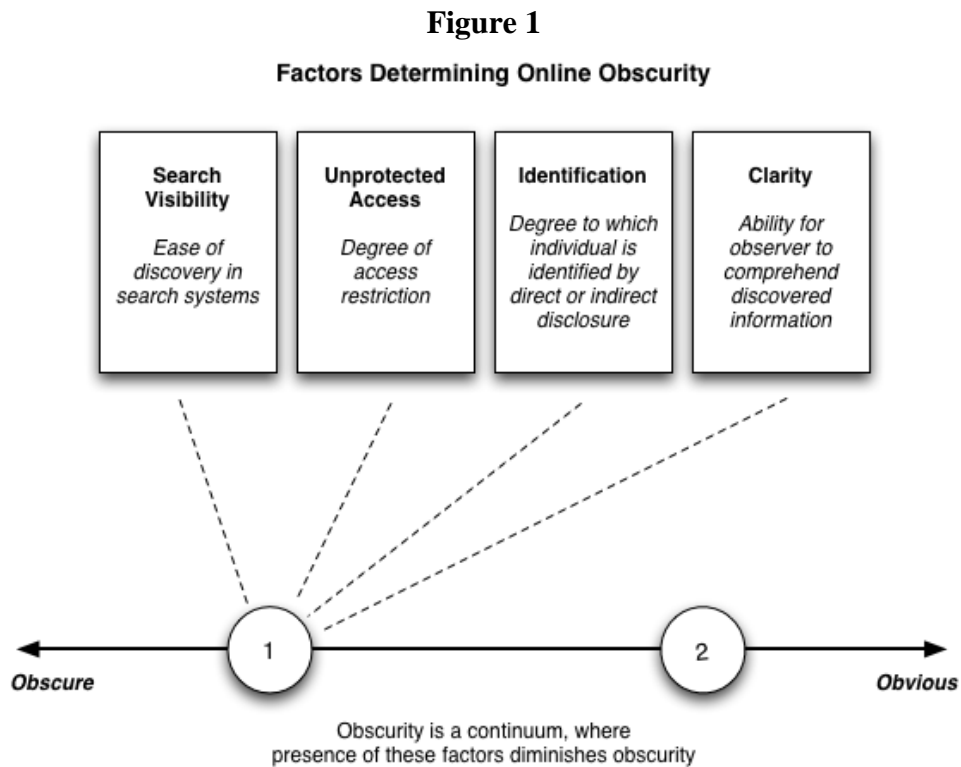 Figure 1
Factors Determining Online Obscurity
Search
Visibility
Ease of
discovery in
search systems
Unprotected
Access
Degree of
access
restriction
Identification
Degree to which
individual is
identified by
direct or indirect
disclosure
Clarity
Ability for
observer to
comprehend
discovered
information
1
2
Obscure
Obvious
Obscurity is a continuum, where
presence of these factors diminishes obscurity